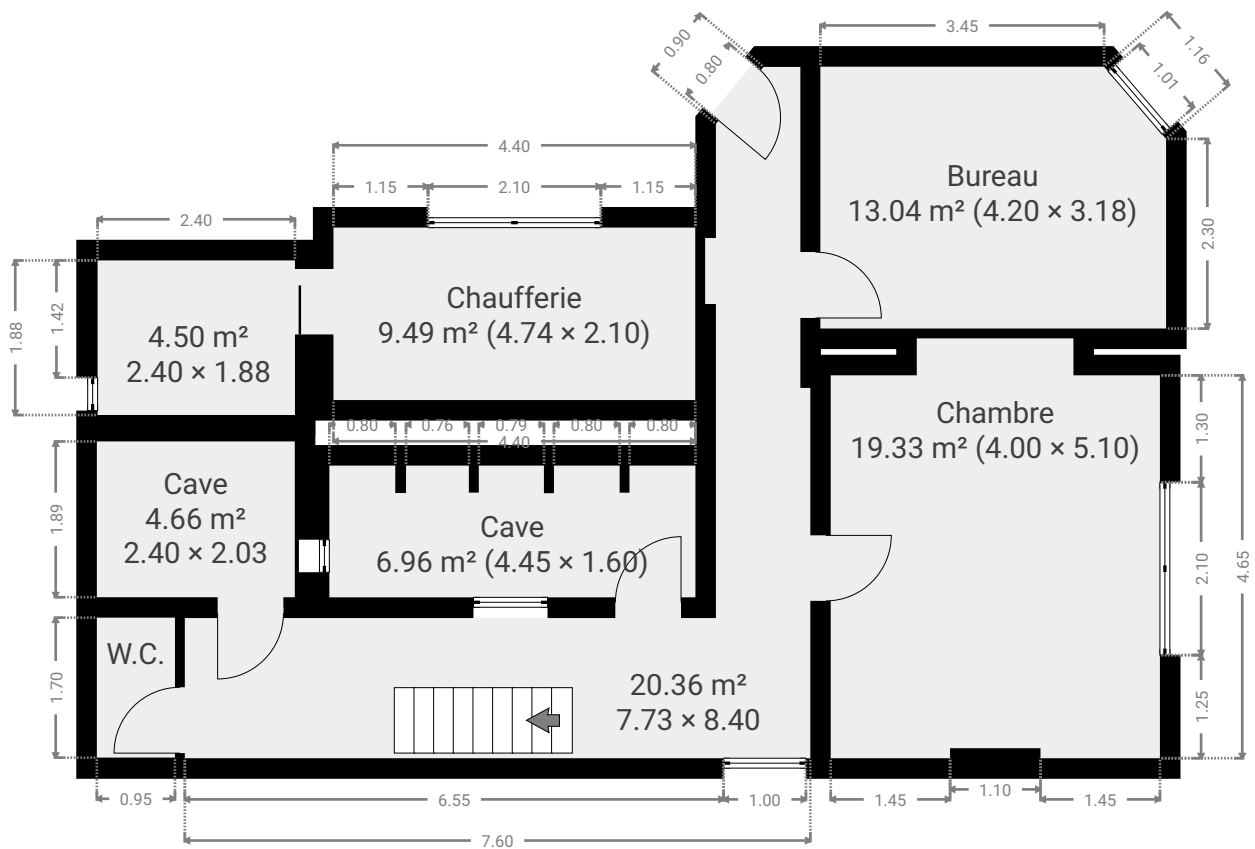 3.45
0.90
0.80
1.16
1.01
4.40
1.15
2.10
1.15
2.40
Bureau
13.04 m² (4.20 × 3.18)
2.30
1.88
1.42
4.50 m²
2.40 × 1.88
Chaufferie
9.49 m² (4.74 × 2.10)
0.80
0.76
0.79
0.80
0.80
4.40
Chambre
19.33 m² (4.00 × 5.10)
1.30
2.10
4.65
1.25
1.89
Cave
4.66 m²
2.40 × 2.03
Cave
6.96 m² (4.45 × 1.60)
W.C.
1.70
20.36 m²
7.73 × 8.40
0.95
6.55
1.00
1.45
1.10
1.45
7.60